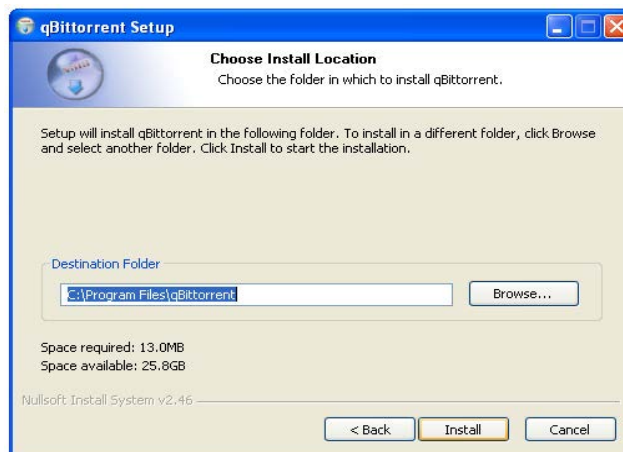 qBittorrent Setup
Choose Install Location
Choose the folder in which to install qBittorrent.
Setup will install qBittorrent in the following folder. To install in a different folder, click Browse
and select another folder. Click Install to start the installation.
Destination Folder
C:\Program Files\qBittorrent
Browse...
Space required: 13.0MB
Space available: 25.8GB
Nullsoft Install System v2.46
< Back
Install
Cancel